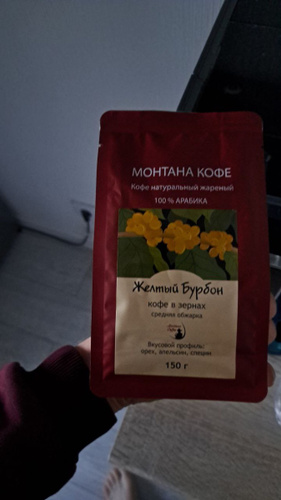 МОНТАНА КОФЕ
Кофе натуральный жареный
100 % АРАБИКА
Желтый Бурбон
кофе в зернах
средняя обжарка
Вкусовой профиль:
орех, апельсин, специи
150 г